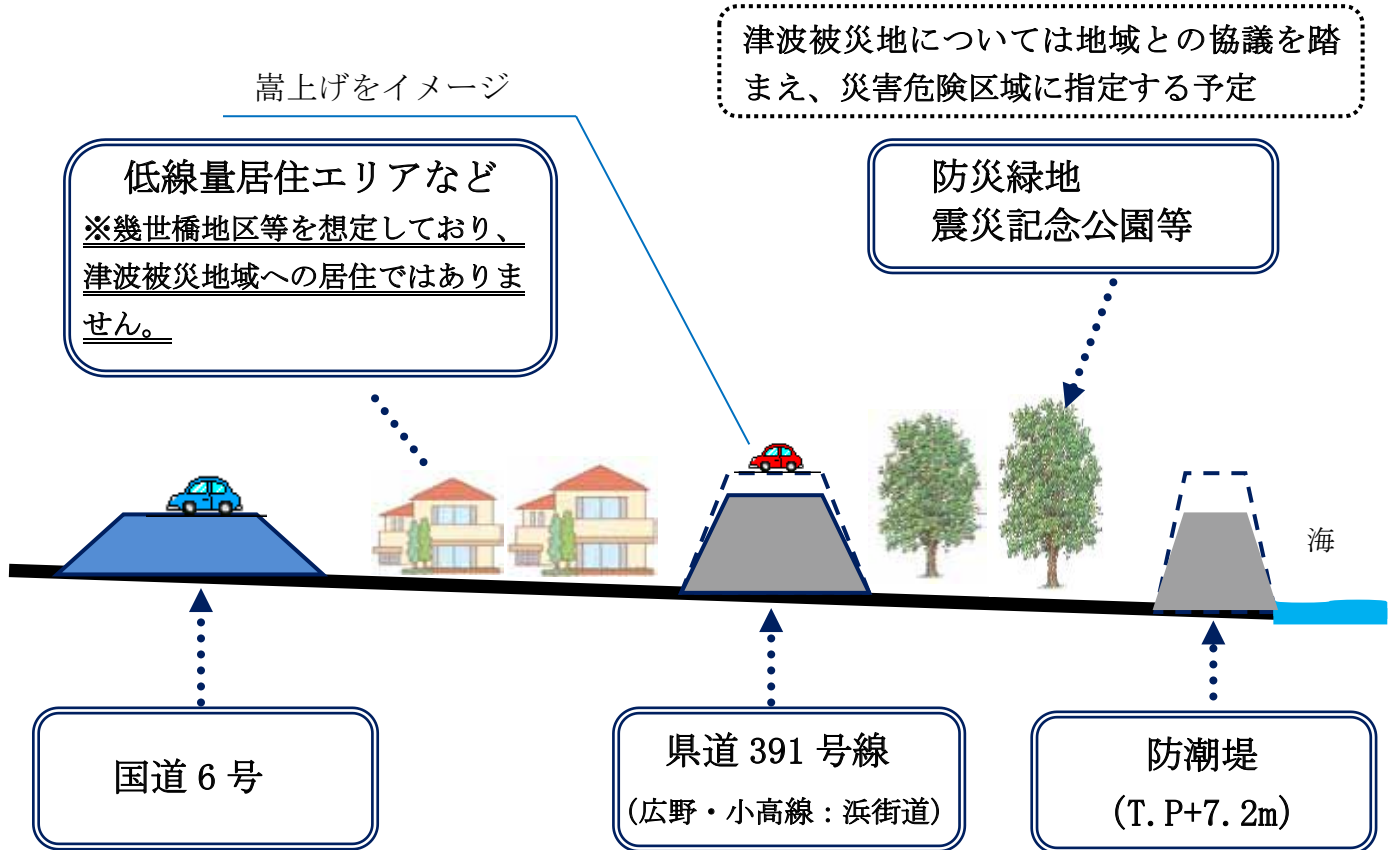 津波被災地については地域との協議を踏
まえ、災害危険区域に指定する予定
嵩上げをイメージ
低線量居住エリアなど
※幾世橋地区等を想定しており、
津波被災地域への居住ではありま
せん。
防災緑地
震災記念公園等
海
国道6号
県道391号線
(広野・小高線：浜街道)
防潮堤
(T.P+7.2m)